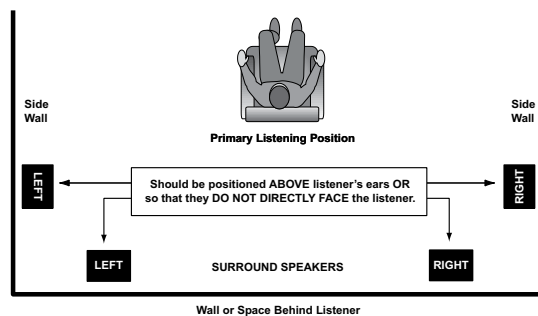 Side
Wall
Side
Wall
Primary Listening Position
LEFT
Should be positioned ABOVE listener's ears OR
so that they DO NOT DIRECTLY FACE the listener.
RIGHT
LEFT
SURROUND SPEAKERS
RIGHT
Wall or Space Behind Listener